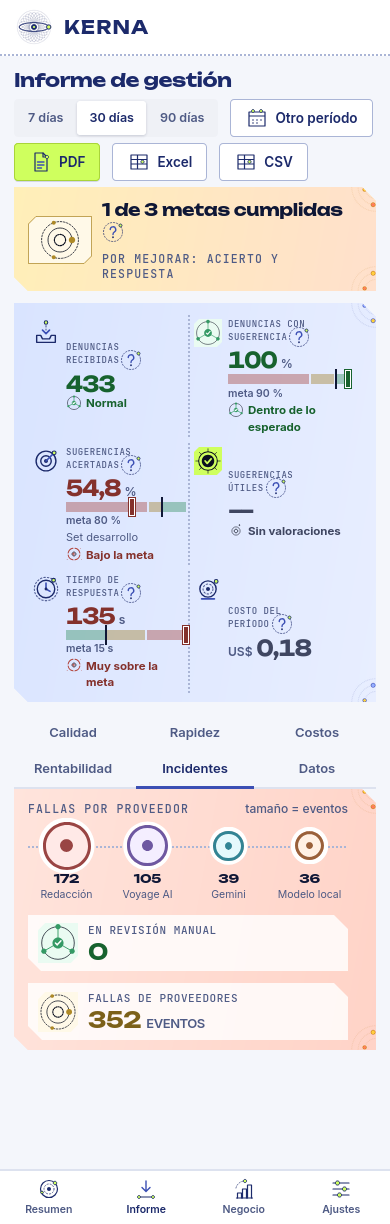 KERNA
Informe de gestión
7 días 30 días 90 días Otro período
PDF Excel CSV
1 de 3 metas cumplidas
?
POR MEJORAR: ACIERTO Y
RESPUESTA
DENUNCIAS
RECIBIDAS ?
433
Normal
DENUNCIAS CON
SUGERENCIA ?
100 %
meta 90 %
Dentro de lo
esperado
SUGERENCIAS
ACERTADAS ?
54,8 %
meta 80 %
Set desarrollo
Bajo la meta
SUGERENCIAS
ÚTILES ?
—
Sin valoraciones
TIEMPO DE
RESPUESTA ?
135 s
meta 15 s
Muy sobre la
meta
COSTO DEL
PERÍODO ?
US$ 0,18
Calidad Rapidez Costos
Rentabilidad Incidentes Datos
FALLAS POR PROVEEDOR tamaño = eventos
172 105 39 36
Redacción Voyage AI Gemini Modelo local
EN REVISIÓN MANUAL
0
FALLAS DE PROVEEDORES
352 EVENTOS
Resumen Informe Negocio Ajustes